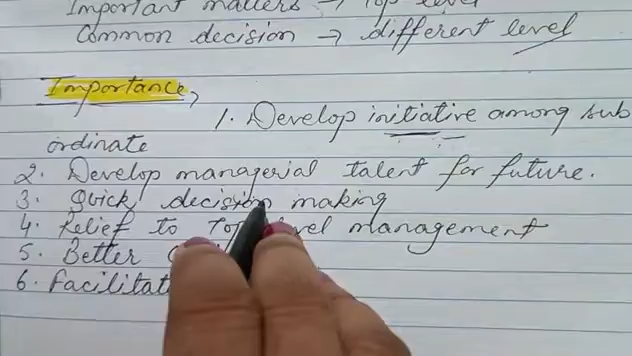 Important matters → Top level
Common decision → different level
Importance,
1. Develop initiative among sub
ordinate
2. Develop managerial talent for future.
3. Quick decision making
4. Relief to Top level management
5. Better
6. Facilitat